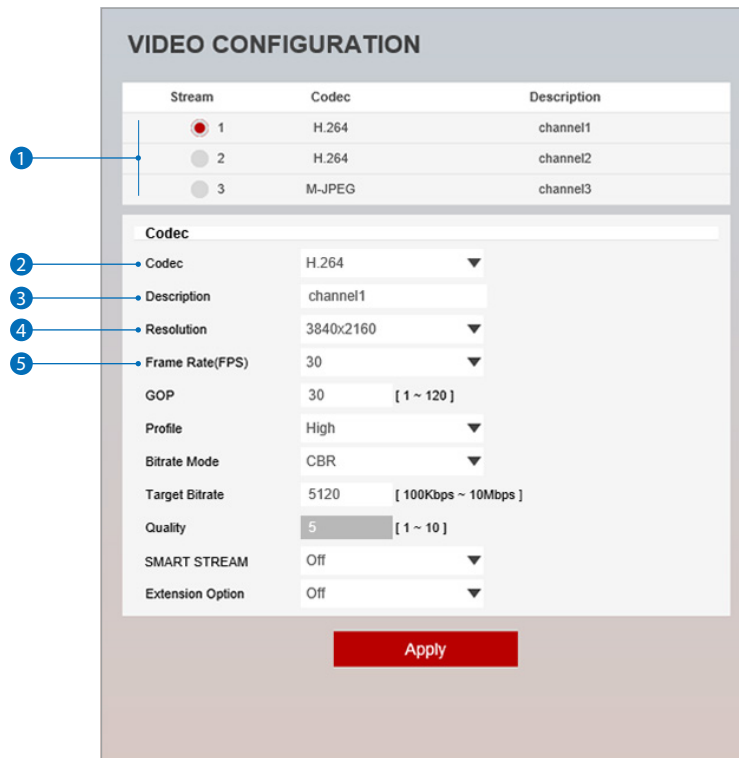 VIDEO CONFIGURATION
Stream Codec Description
1 H.264 channel1
1
2 H.264 channel2
3 M-JPEG channel3
Codec
2 Codec H.264
3 Description channel1
4 Resolution 3840x2160
5 Frame Rate(FPS) 30
GOP 30 [ 1 ~ 120 ]
Profile High
Bitrate Mode CBR
Target Bitrate 5120 [ 100Kbps ~ 10Mbps ]
Quality 5 [ 1 ~ 10 ]
SMART STREAM Off
Extension Option Off
Apply